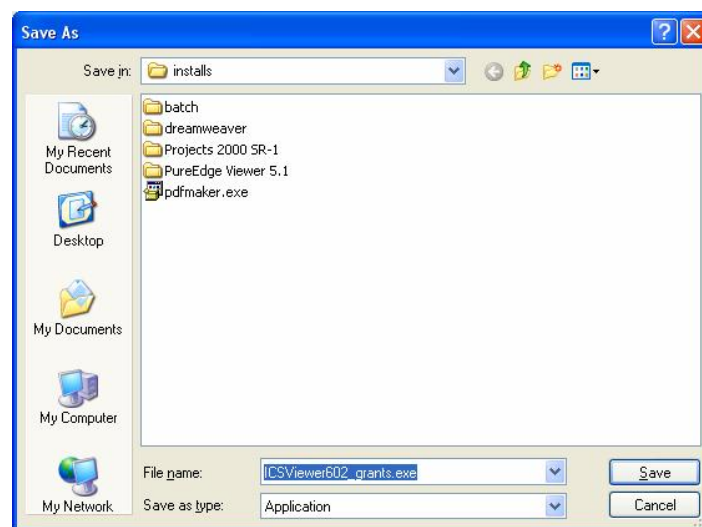 Save As
Save in:
installs
batch
dreamweaver
Projects 2000 SR-1
PureEdge Viewer 5.1
pdfmaker.exe
My Recent
Documents
Desktop
My Documents
My Computer
My Network
File name:
ICSViewer602_grants.exe
Save
Save as type:
Application
Cancel